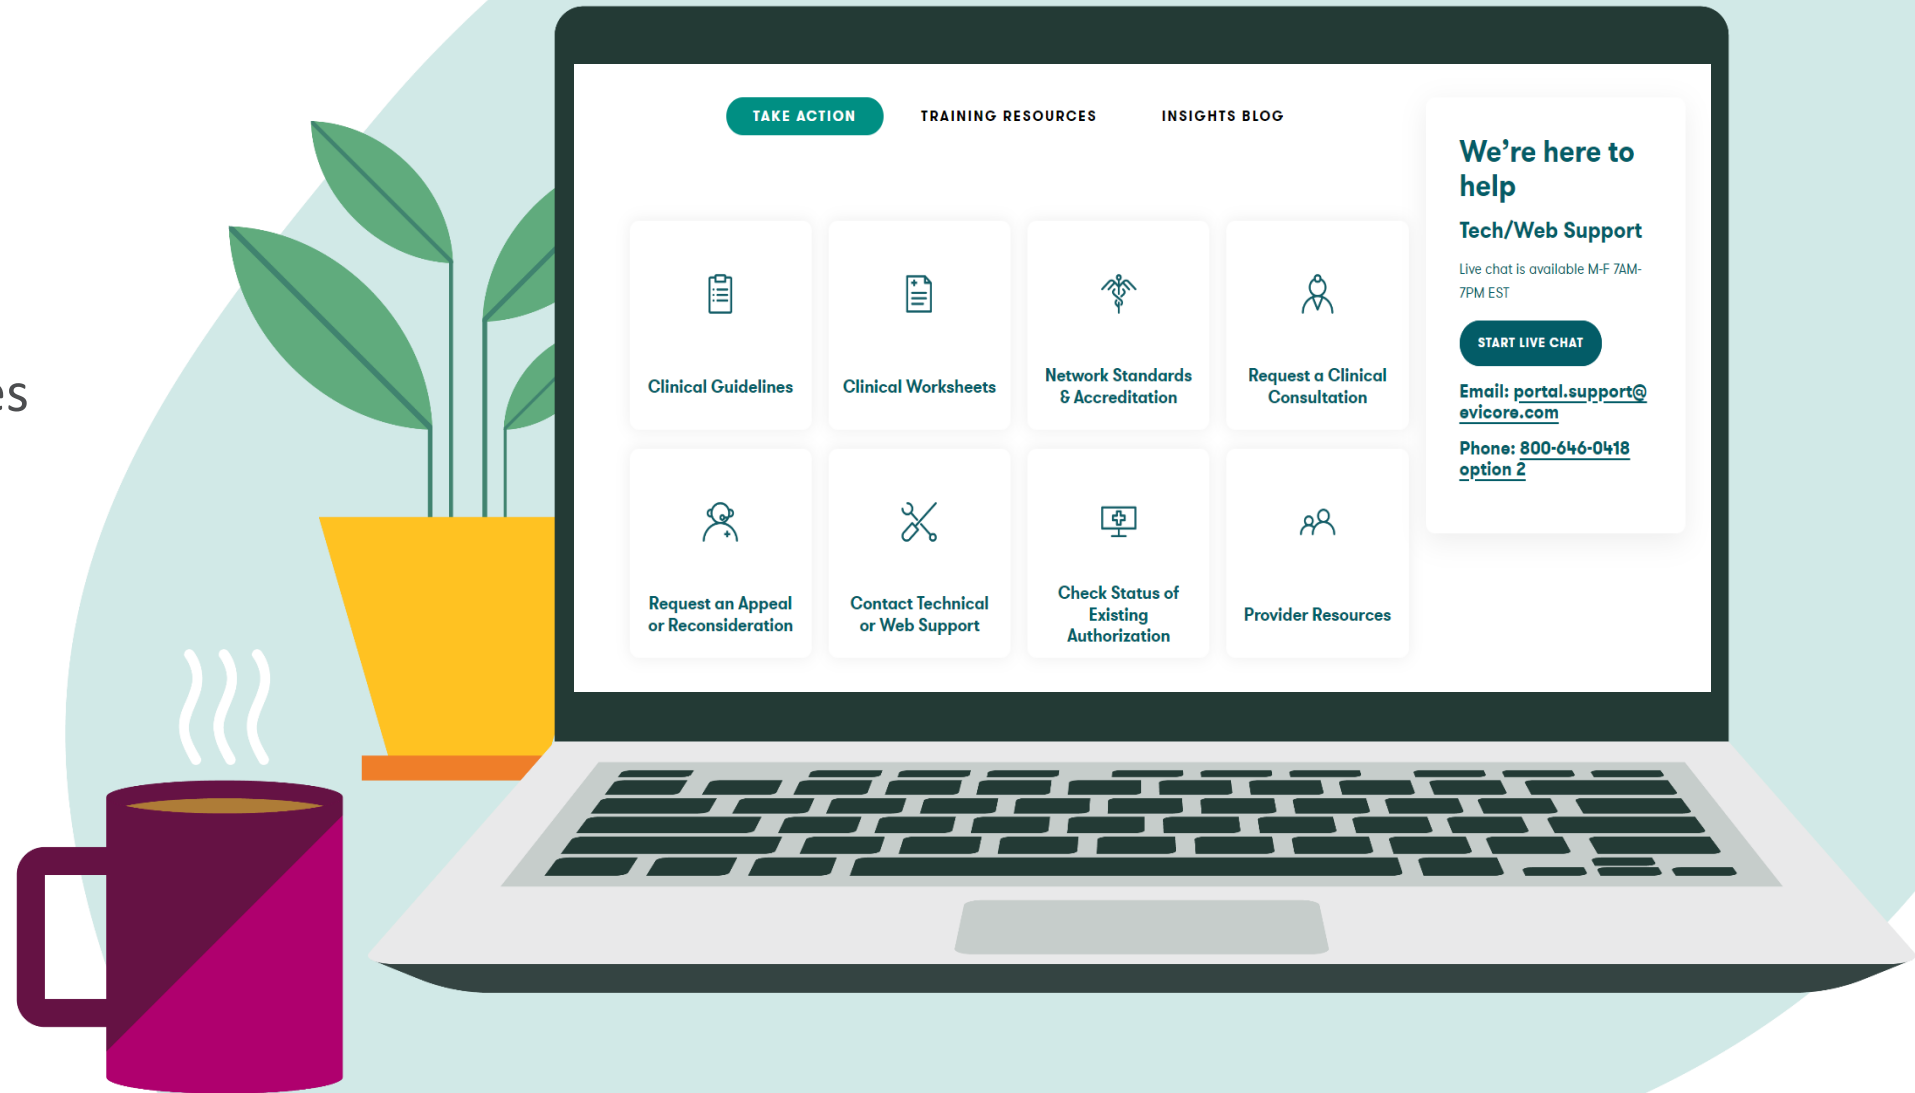 es
TAKE ACTION
TRAINING RESOURCES
INSIGHTS BLOG
Clinical Guidelines
Clinical Worksheets
Network Standards
& Accreditation
Request a Clinical
Consultation
Request an Appeal
or Reconsideration
Contact Technical
or Web Support
Check Status of
Existing
Authorization
Provider Resources
We’re here to
help
Tech/Web Support
Live chat is available M-F 7AM-
7PM EST
START LIVE CHAT
Email: portal.support@
evicore.com
Phone: 800-646-0418
option 2